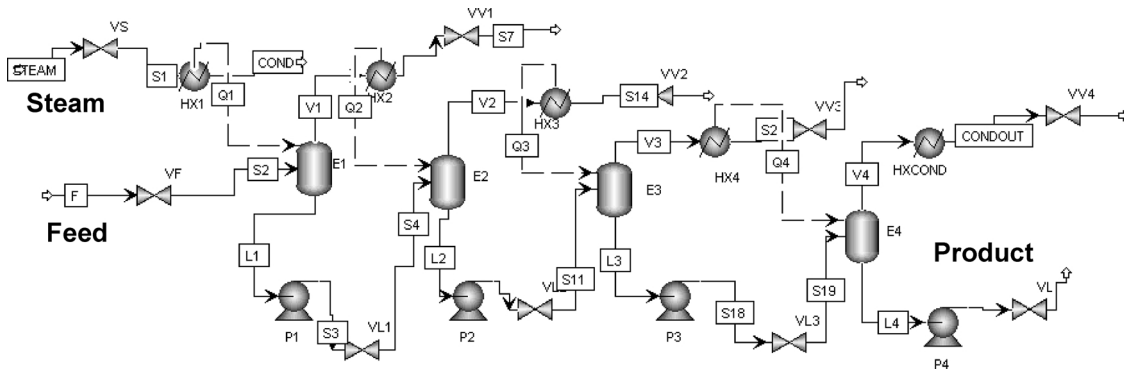 VS
VV1
S7
STEAM
S1
COND
Steam
HX1
Q1
V1
Q2
HX2
V2
HX3
S14
VV2
Q3
V3
S2
VV3
VV4
CONDOUT
HX4
Q4
HXCOND
V4
VF
S2
E1
E2
E3
E4
F
Feed
S4
L1
L2
S11
L3
S19
Product
S3
VL1
S18
VL3
L4
VL
P1
P2
P3
P4